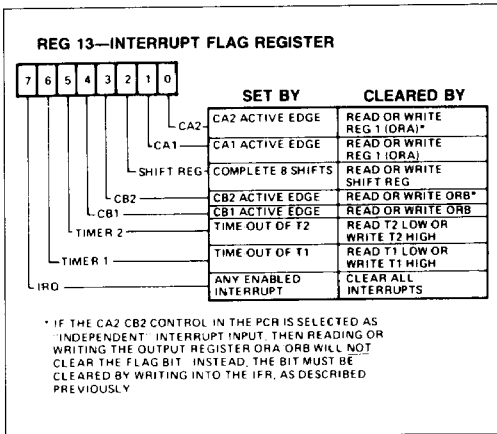 REG 13—INTERRUPT FLAG REGISTER
7 6 5 4 3 2 1 0
SET BY CLEARED BY
CA2 CA2 ACTIVE EDGE READ OR WRITE
REG 1 (ORA)*
CA1 CA1 ACTIVE EDGE READ OR WRITE
REG 1 (ORA)
SHIFT REG COMPLETE 8 SHIFTS READ OR WRITE
SHIFT REG
CB2 CB2 ACTIVE EDGE READ OR WRITE ORB*
CB1 CB1 ACTIVE EDGE READ OR WRITE ORB
TIMER 2 TIME OUT OF T2 READ T2 LOW OR
WRITE T2 HIGH
TIMER 1 TIME OUT OF T1 READ T1 LOW OR
WRITE T1 HIGH
IRQ ANY ENABLED CLEAR ALL
INTERRUPT INTERRUPTS
* IF THE CA2 CB2 CONTROL IN THE PCR IS SELECTED AS
"INDEPENDENT" INTERRUPT INPUT, THEN READING OR
WRITING THE OUTPUT REGISTER ORA ORB WILL NOT
CLEAR THE FLAG BIT INSTEAD, THE BIT MUST BE
CLEARED BY WRITING INTO THE IFR, AS DESCRIBED
PREVIOUSLY